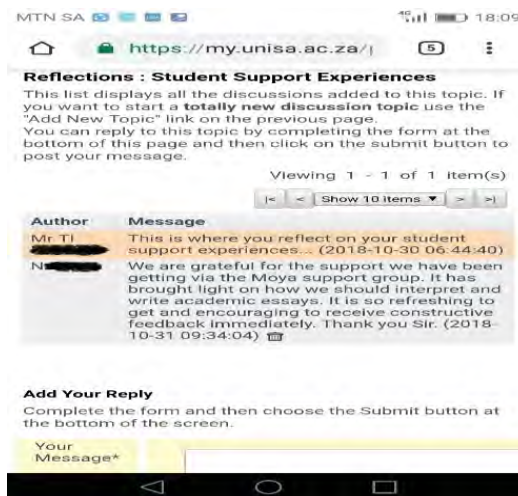 MTN SA 4G 18:09
https://my.unisa.ac.za/ 5
Reflections : Student Support Experiences
This list displays all the discussions added to this topic. If
you want to start a totally new discussion topic use the
"Add New Topic" link on the previous page.
You can reply to this topic by completing the form at the
bottom of this page and then click on the submit button to
post your message.
Viewing 1 - 1 of 1 item(s)
|< < Show 10 items ▼ > >|
Author Message
Mr This is where you reflect on your student
support experiences... (2018-10-30 06:44:40)
N We are grateful for the support we have been
getting via the Moya support group. It has
brought light on how we should interpret and
write academic essays. It is so refreshing to
get and encouraging to receive constructive
feedback immediately. Thank you Sir. (2018-
10-31 09:34:04)
Add Your Reply
Complete the form and then choose the Submit button at
the bottom of the screen.
Your
Message*